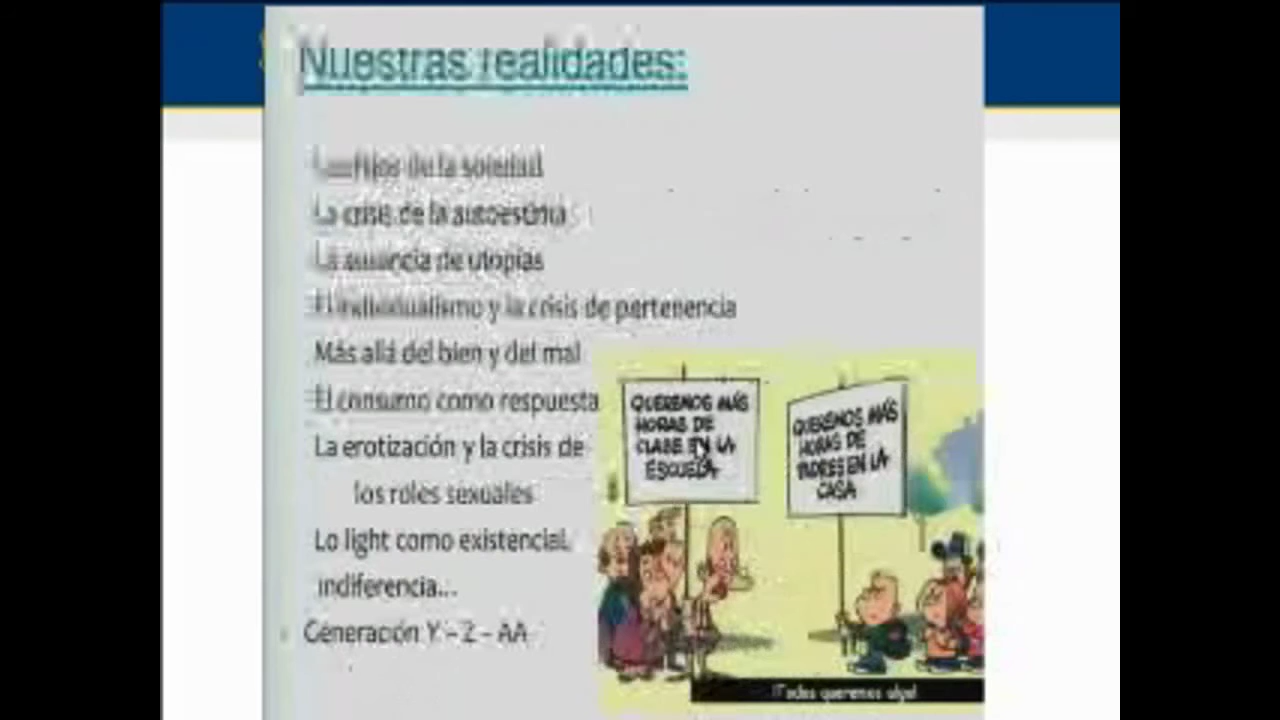 Nuestras realidades:
Los hijos de la soledad
La crisis de la autoestima
La ausencia de utopías
El individualismo y la crisis de pertenencia
Más allá del bien y del mal
El consumo como respuesta
La erotización y la crisis de
los roles sexuales
Lo light como existencial,
indiferencia...
Generación Y – Z – AA
QUEREMOS MÁS
HORAS DE
CLASE EN LA
ESCUELA
QUEREMOS MÁS
HORAS DE
PADRES EN LA
CASA
¡Todos queremos algo!